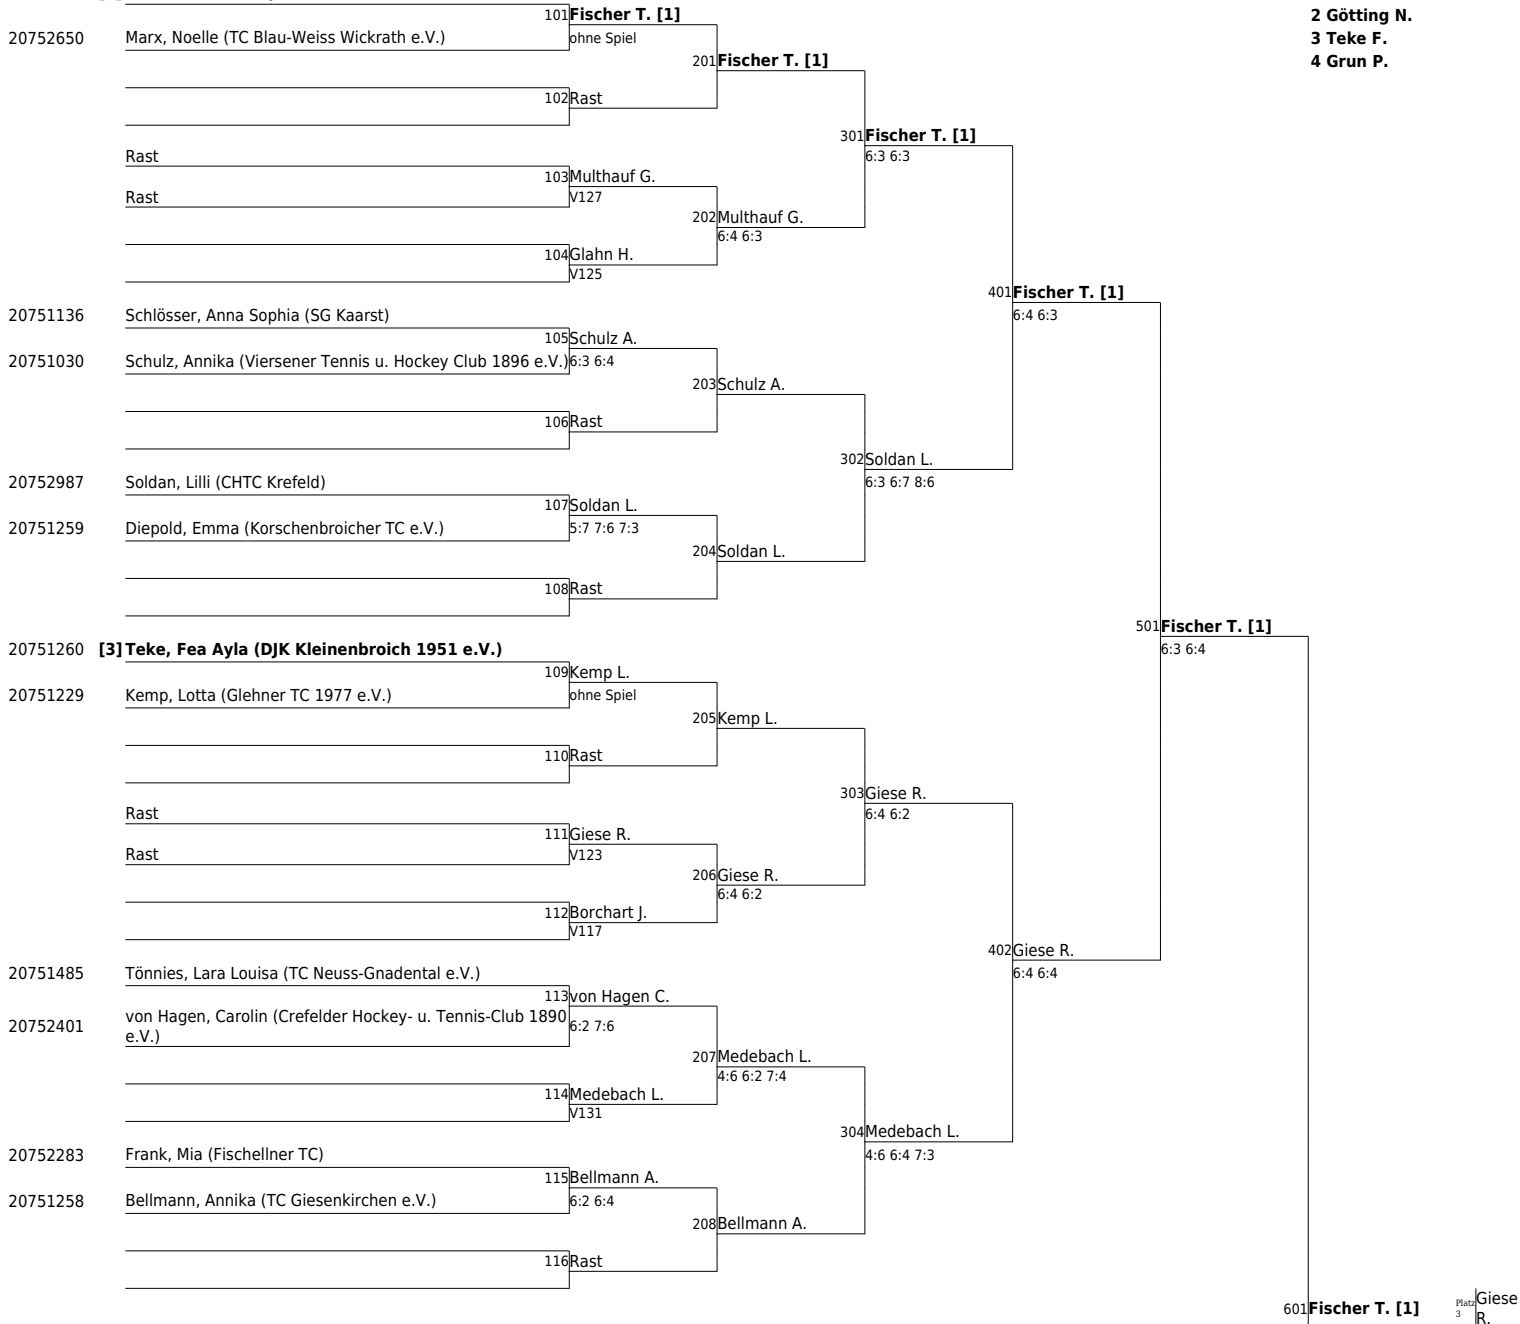 101 Fischer T. [1]
2 Götting N.
20752650 Marx, Noelle (TC Blau-Weiss Wickrath e.V.)
ohne Spiel
3 Teke F.
201 Fischer T. [1]
4 Grun P.
102 Rast
301 Fischer T. [1]
6:3 6:3
Rast
103 Multhauf G.
Rast
V127
202 Multhauf G.
6:4 6:3
104 Glahn H.
V125
401 Fischer T. [1]
6:4 6:3
20751136 Schlösser, Anna Sophia (SG Kaarst)
105 Schulz A.
20751030 Schulz, Annika (Viersener Tennis u. Hockey Club 1896 e.V.)
6:3 6:4
203 Schulz A.
106 Rast
302 Soldan L.
6:3 6:7 8:6
20752987 Soldan, Lilli (CHTC Krefeld)
107 Soldan L.
20751259 Diepold, Emma (Korschenbroicher TC e.V.)
5:7 7:6 7:3
204 Soldan L.
108 Rast
501 Fischer T. [1]
6:3 6:4
20751260 [3] Teke, Fea Ayla (DJK Kleinenbroich 1951 e.V.)
109 Kemp L.
20751229 Kemp, Lotta (Glehner TC 1977 e.V.)
ohne Spiel
205 Kemp L.
110 Rast
303 Giese R.
6:4 6:2
Rast
111 Giese R.
Rast
V123
206 Giese R.
6:4 6:2
112 Borchart J.
V117
402 Giese R.
6:4 6:4
20751485 Tönnies, Lara Louisa (TC Neuss-Gnadental e.V.)
113 von Hagen C.
20752401 von Hagen, Carolin (Crefelder Hockey- u. Tennis-Club 1890
e.V.)
6:2 7:6
207 Medebach L.
4:6 6:2 7:4
114 Medebach L.
V131
304 Medebach L.
4:6 6:4 7:3
20752283 Frank, Mia (Fischellner TC)
115 Bellmann A.
20751258 Bellmann, Annika (TC Giesenkirchen e.V.)
6:2 6:4
208 Bellmann A.
116 Rast
601 Fischer T. [1]
Platz
3
Giese
R.